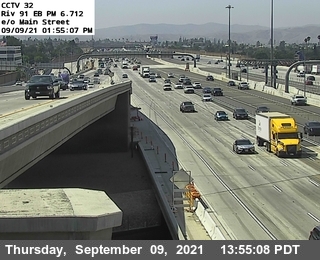 CCTV 32
Riv 91 EB PM 6.712
e/o Main Street
09/09/21 01:55:07 PM
Thursday, September 09, 2021 13:55:08 PDT